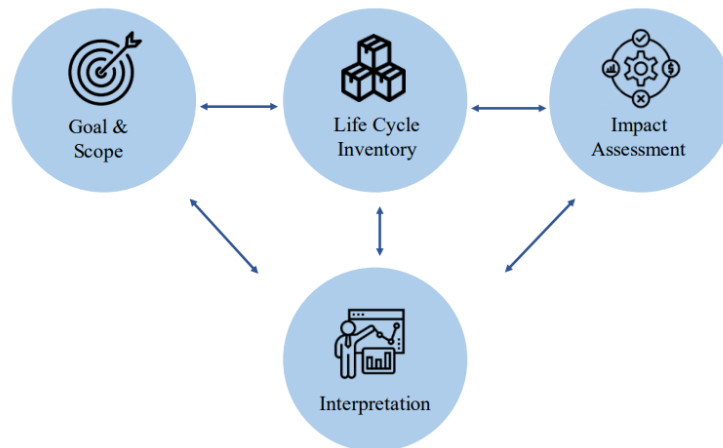 Goal &
Scope
Life Cycle
Inventory
Impact
Assessment
Interpretation